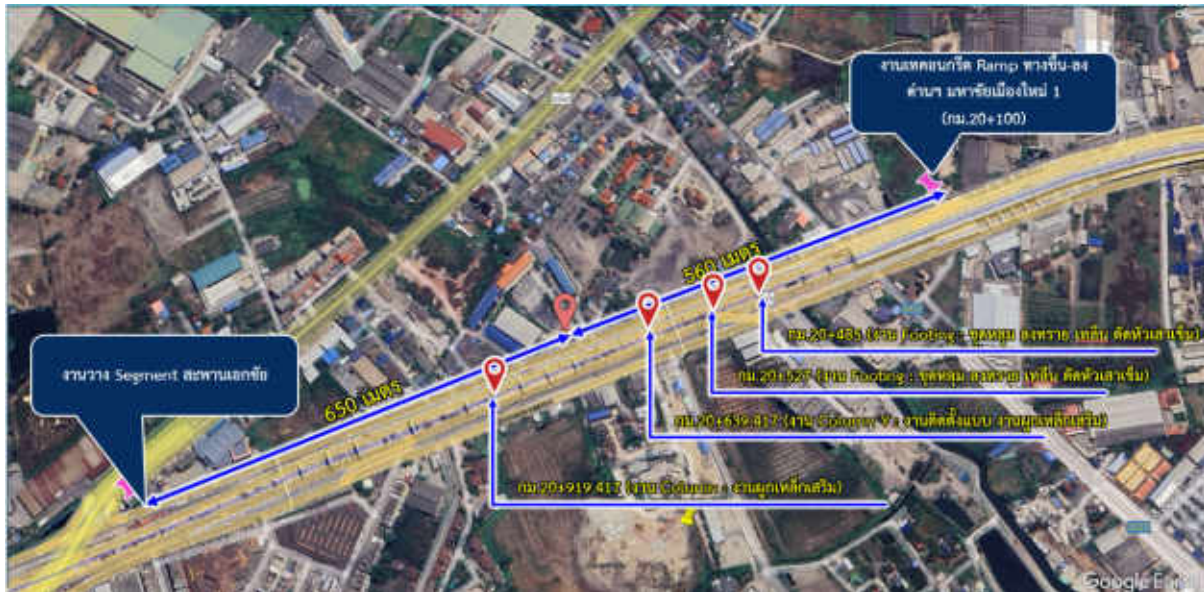 งานเทคอนกรีต Ramp ทางขึ้น-ลง
ด่านฯ มหาชัยเมืองใหม่ 1
(กม.20+100)
560 เมตร
กม.20+485 (งาน Footing : ขุดหลุม ลงทราย เทลีน ตัดหัวเสาเข็ม)
งานวาง Segment สะพานเอกชัย
กม.20+527 (งาน Footing : ขุดหลุม ลงทราย เทลีน ตัดหัวเสาเข็ม)
650 เมตร
กม.20+639.417 (งาน Column Y : งานติดตั้งแบบ งานผูกเหล็กเสริม)
กม.20+919.417 (งาน Column : งานผูกเหล็กเสริม)
Google Earth